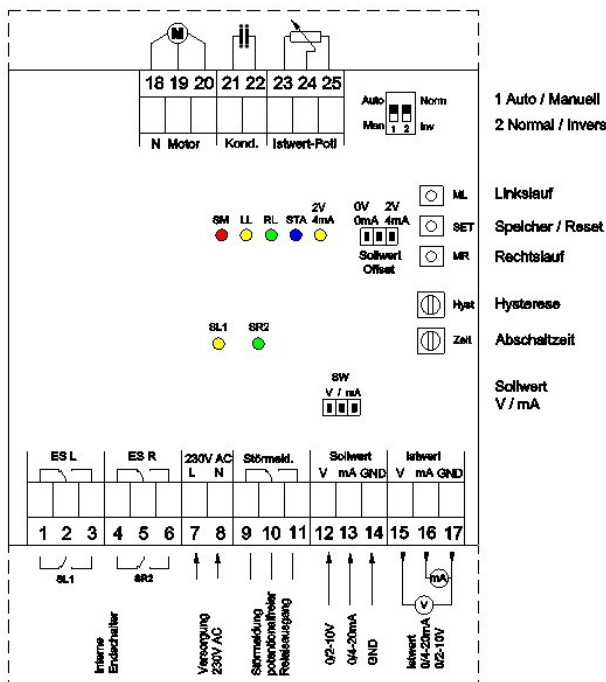 M
18 19 20 21 22 23 24 25
N Motor Kond. Istwert-Poti
Auto Norm
Man 1 2 Inv
1 Auto / Manuell
2 Normal / Invers
ML Linkslauf
SET Speicher / Reset
MR Rechtslauf
SM LL RL STA 2V
4mA
0V 2V
0mA 4mA
Sollwert
Offset
Hyst Hysterese
Zeit Abschaltzeit
SL1 SR2
SW
V / mA
Sollwert
V / mA
ES L ES R 230V AC Störmeld. Sollwert Istwert
L N V mA GND V mA GND
1 2 3 4 5 6 7 8 9 10 11 12 13 14 15 16 17
SL1 SR2
mA
V
Interne
Endschalter
Versorgung
230V AC
Störmeldung
potentionalfreier
Relaisausgang
0/2-10V
0/4-20mA
GND
Istwert
0/4-20mA
0/2-10V